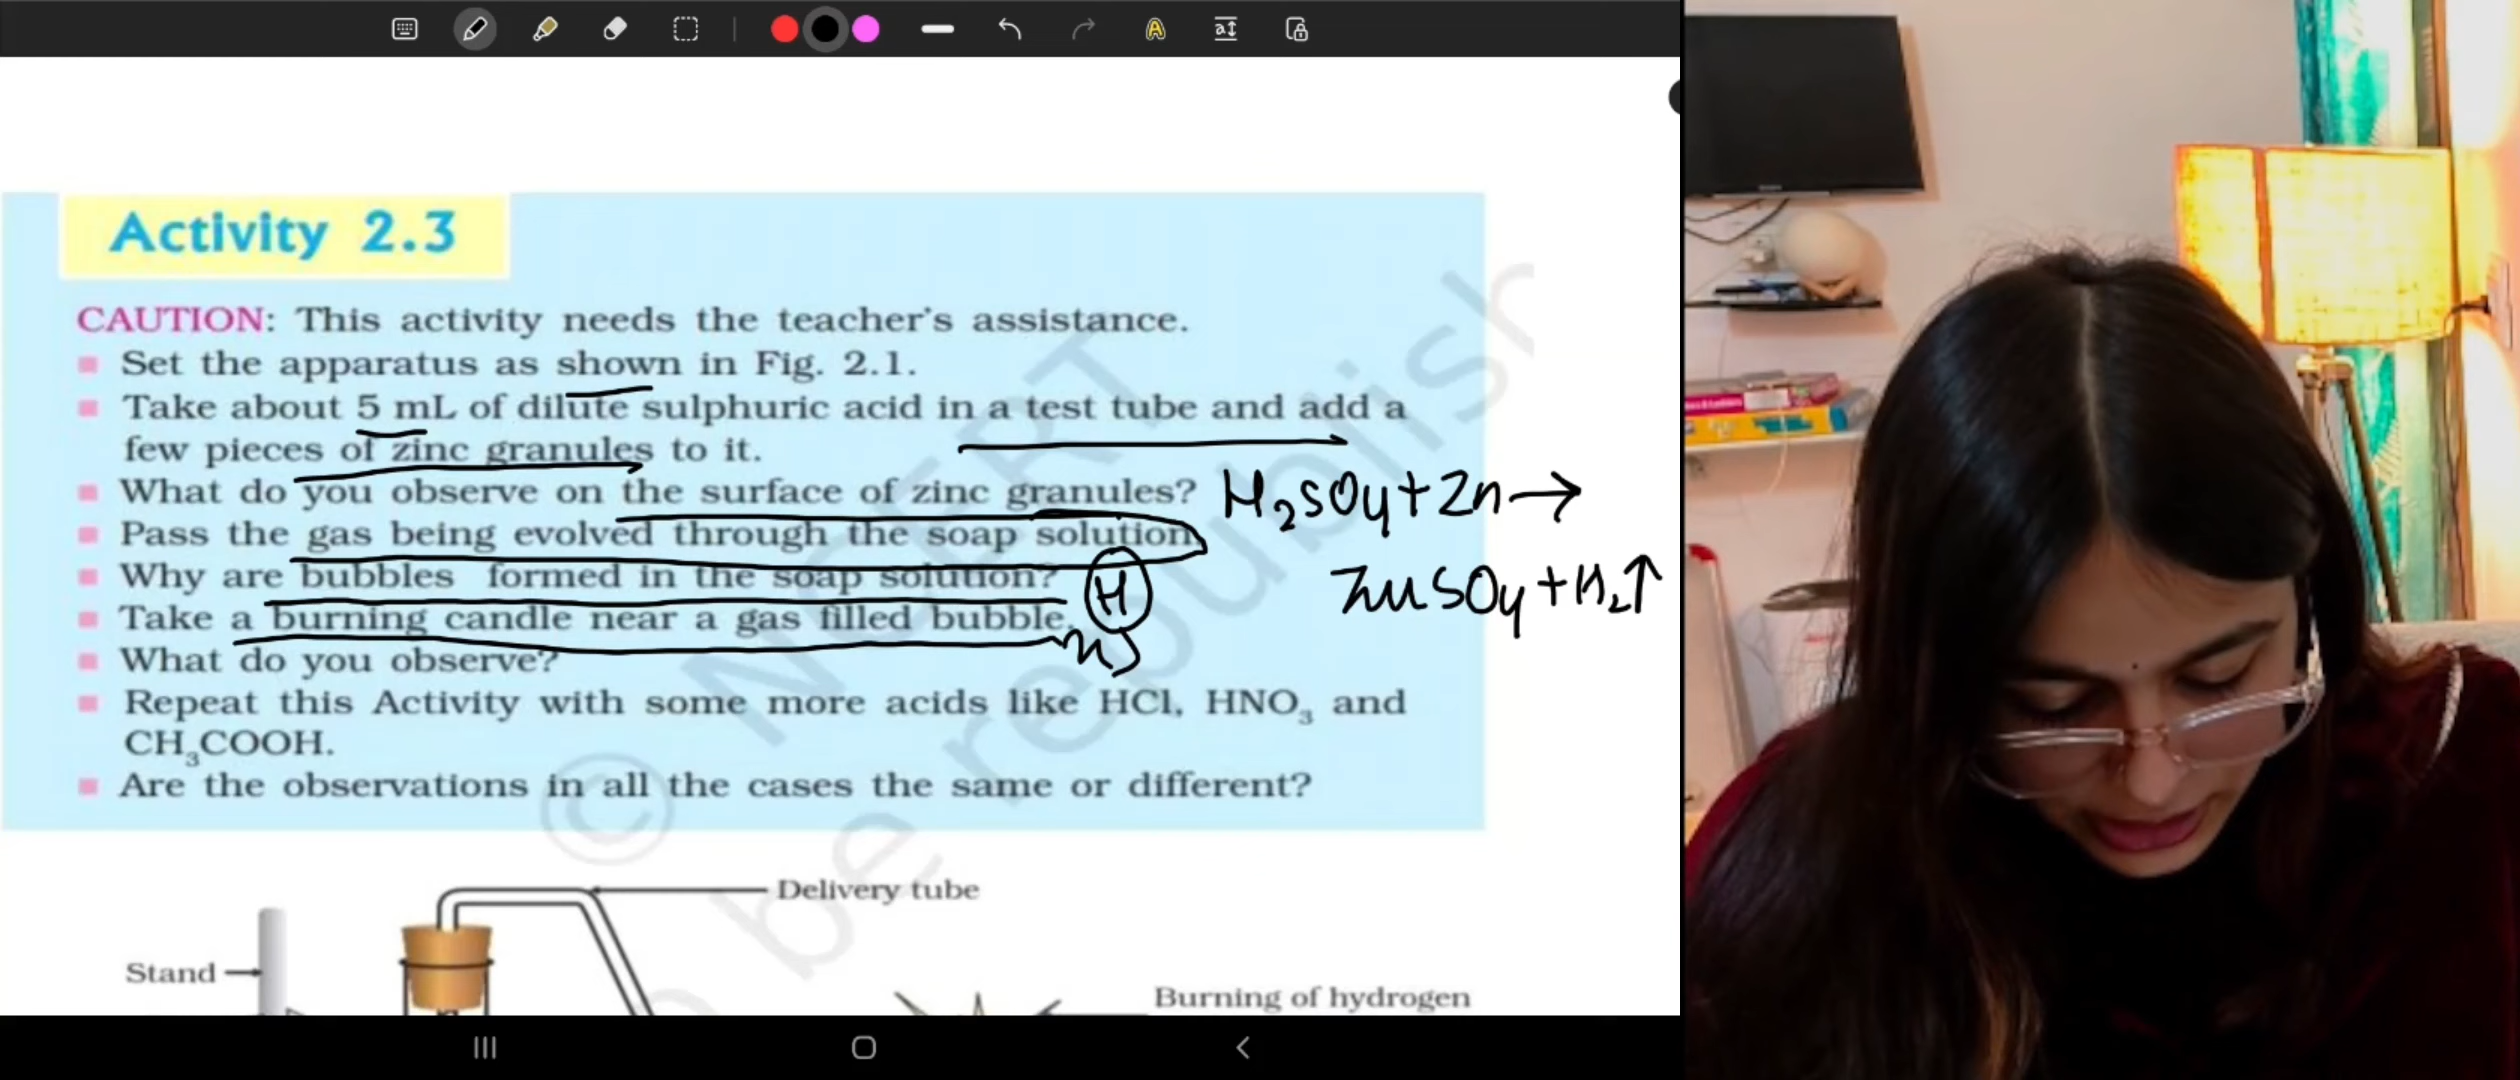 Activity 2.3
CAUTION: This activity needs the teacher's assistance.
Set the apparatus as shown in Fig. 2.1.
Take about 5 mL of dilute sulphuric acid in a test tube and add a
few pieces of zinc granules to it.
What do you observe on the surface of zinc granules?
H₂SO₄+Zn→
Pass the gas being evolved through the soap solution.
Why are bubbles formed in the soap solution?
H
ZnSO₄+H₂↑
Take a burning candle near a gas filled bubble.
What do you observe?
Repeat this Activity with some more acids like HCl, HNO₃ and
CH₃COOH.
Are the observations in all the cases the same or different?
© NCERT
be republish
Delivery tube
Stand
Burning of hydrogen